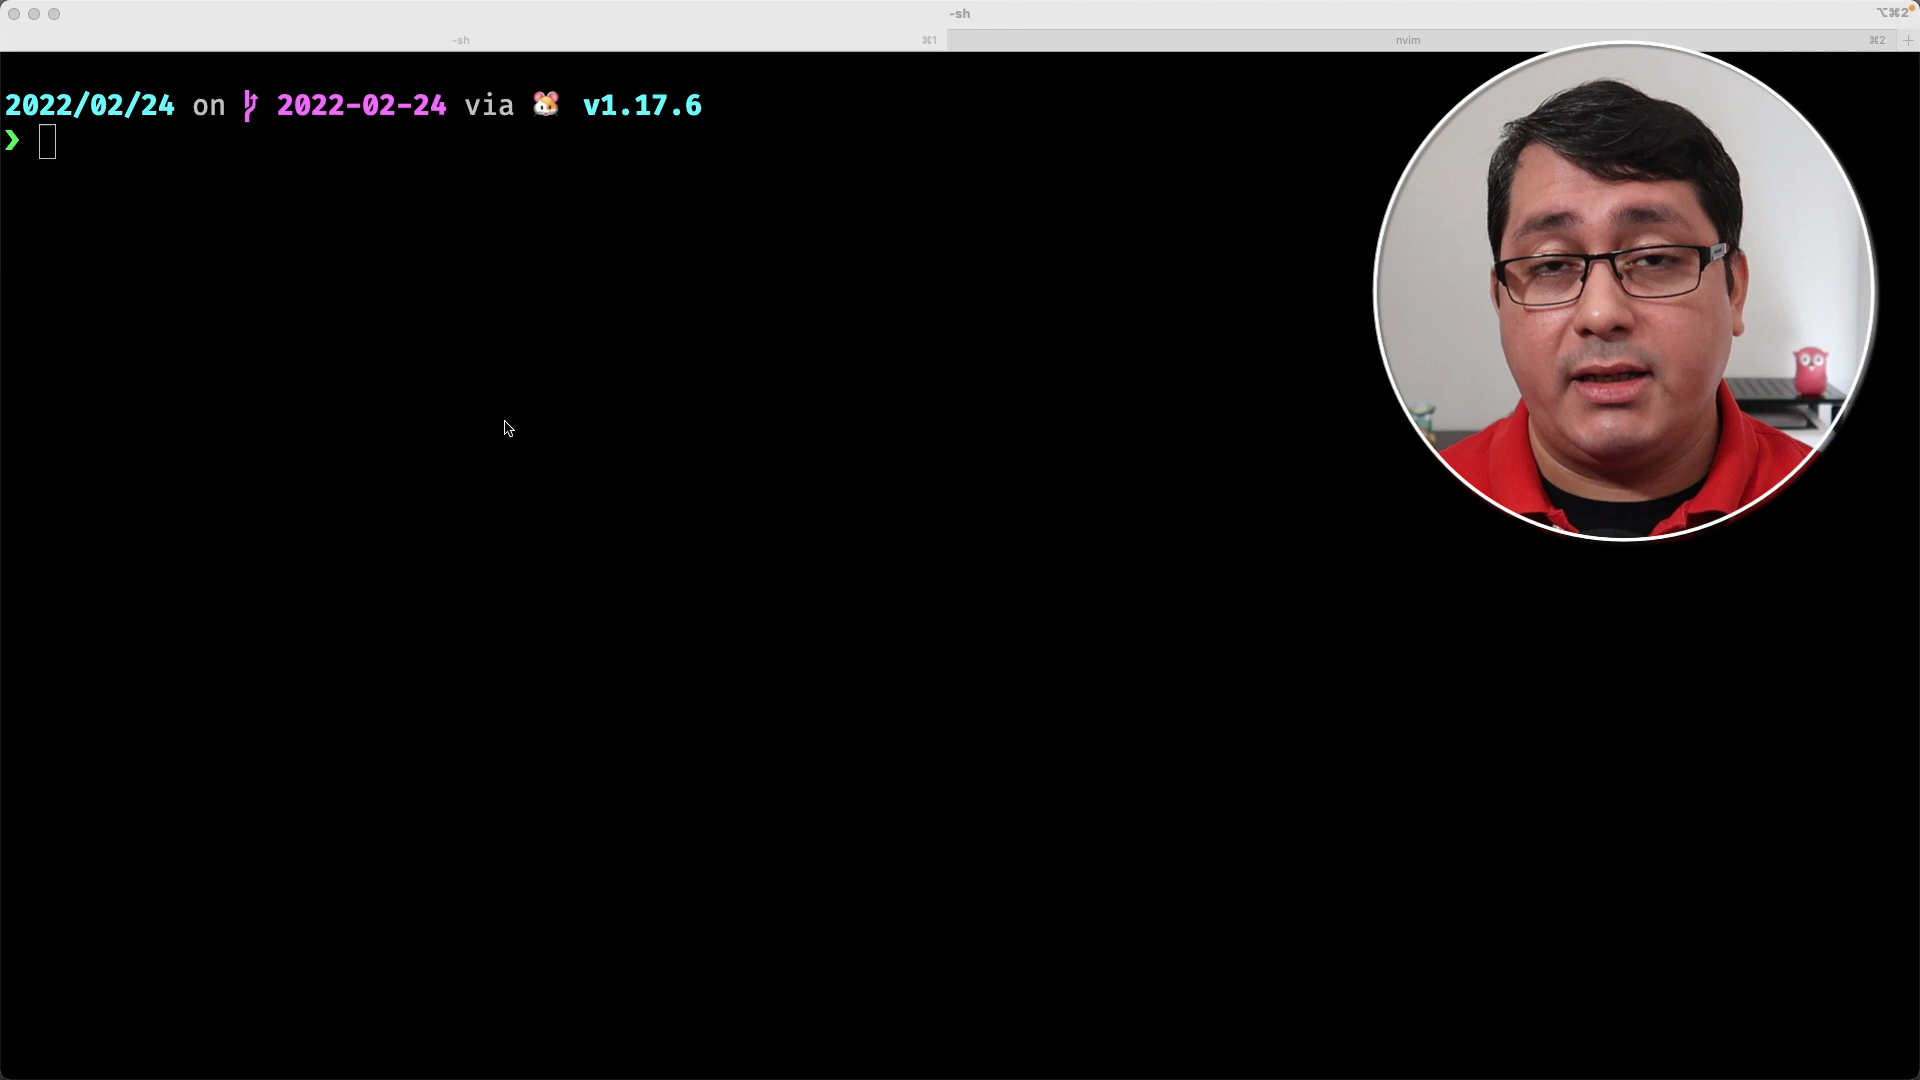 -sh
⌥⌘2
-sh ⌘1 nvim ⌘2
2022/02/24 on 2022-02-24 via 🐹 v1.17.6
❯